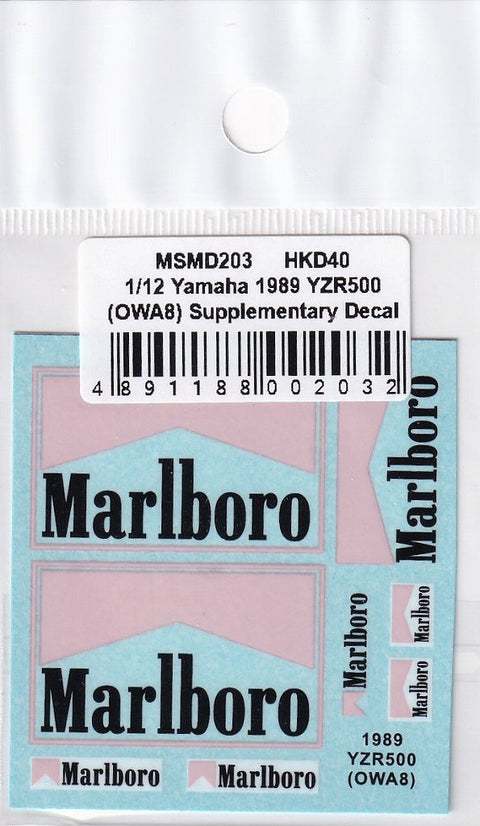 MSMD203 HKD40
1/12 Yamaha 1989 YZR500
(OWA8) Supplementary Decal
4 891188 002032
Marlboro
Marlboro
Marlboro
Marlboro
Marlboro
Marlboro
Marlboro
Marlboro
1989
YZR500
(OWA8)